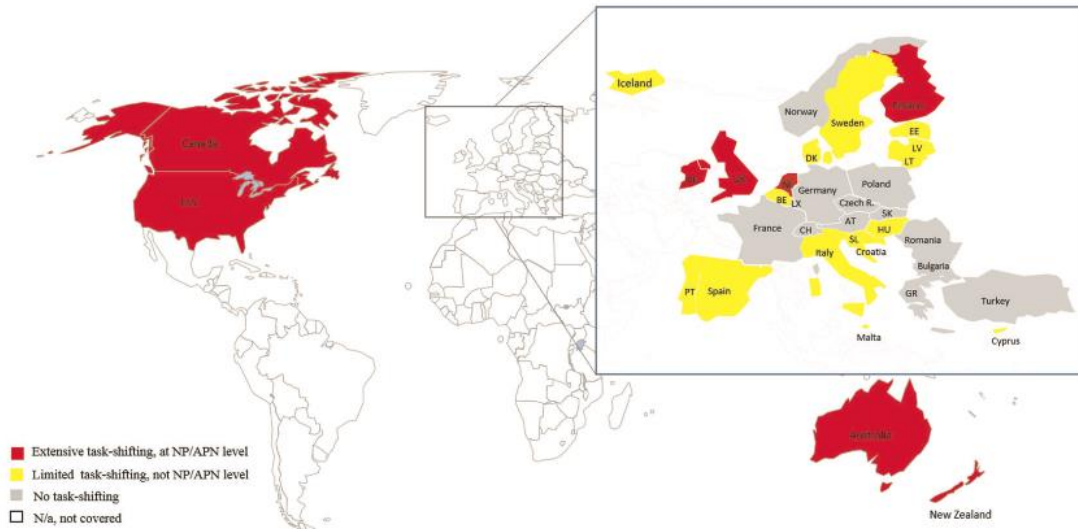 Iceland
Norway
Sweden
Finland
EE
LV
LT
DK
IRL
UK
NL
BE
LX
Germany
Poland
Czech R.
SK
AT
CH
France
HU
SL
Croatia
Italy
Romania
Bulgaria
PT
Spain
GR
Turkey
Malta
Cyprus
Canada
USA
Australia
New Zealand
Extensive task-shifting, at NP/APN level
Limited task-shifting, not NP/APN level
No task-shifting
N/a, not covered